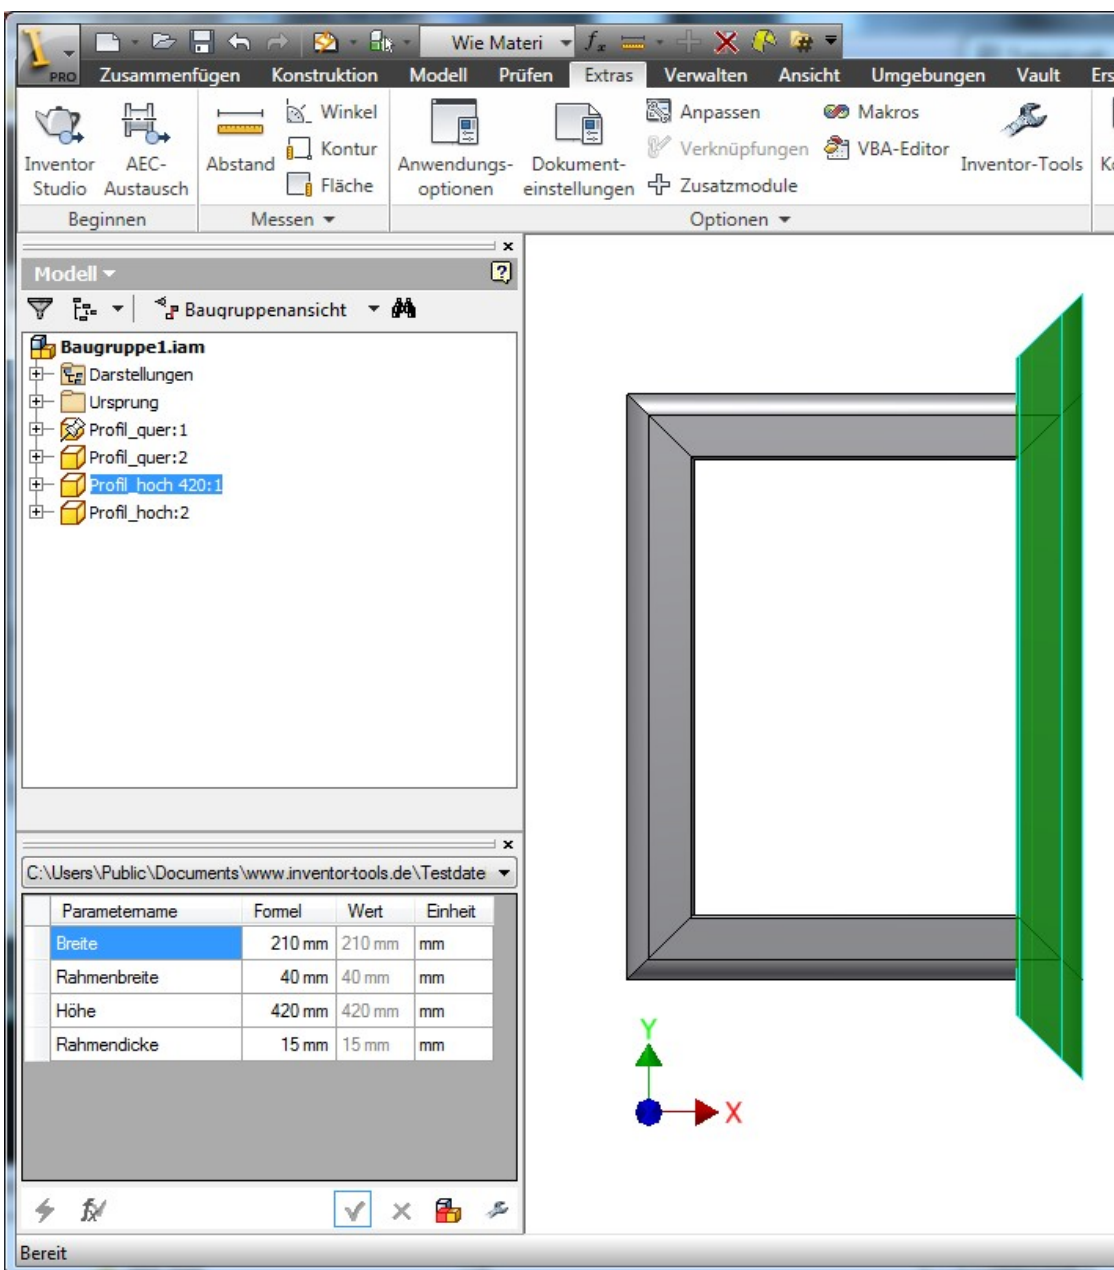 Wie Materi
PRO Zusammenfügen Konstruktion Modell Prüfen Extras Verwalten Ansicht Umgebungen Vault Ers
Inventor Studio
AEC-Austausch
Beginnen
Abstand
Winkel
Kontur
Fläche
Messen
Anwendungs-
optionen
Dokument-
einstellungen
Anpassen
Verknüpfungen
Zusatzmodule
Makros
VBA-Editor
Inventor-Tools
Optionen
Modell
Baugruppenansicht
Baugruppe1.iam
Darstellungen
Ursprung
Profil_quer:1
Profil_quer:2
Profil_hoch 420:1
Profil_hoch:2
C:\Users\Public\Documents\www.inventor-tools.de\Testdate
Parametername Formel Wert Einheit
Breite 210 mm 210 mm mm
Rahmenbreite 40 mm 40 mm mm
Höhe 420 mm 420 mm mm
Rahmendicke 15 mm 15 mm mm
Y
X
Bereit